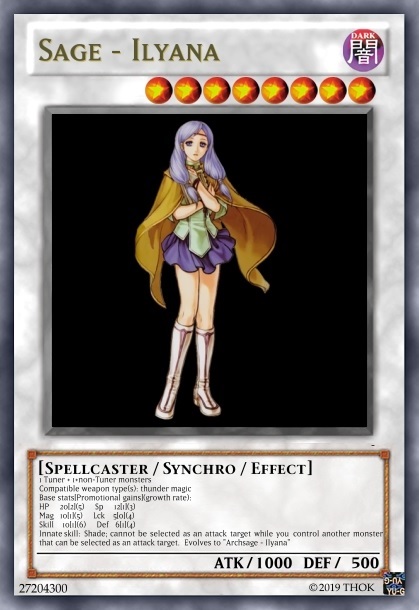 Sage - Ilyana
DARK
闇
[Spellcaster / Synchro / Effect]
1 Tuner + 1+non-Tuner monsters
Compatible weapon type(s): thunder magic
Base stats[Promotional gains](growth rate):
HP 20[2](5) Sp 12[1](3)
Mag 10[1](5) Lck
Skill 10[1](6) Def 6[1](4)
Innate skill: Shade; cannot be selected as an attack target while you control another monster
that can be selected as an attack target. Evolves to "Archsage - Ilyana"
ATK/1000 DEF/ 500
27204300
©2019 THOK
YU-G